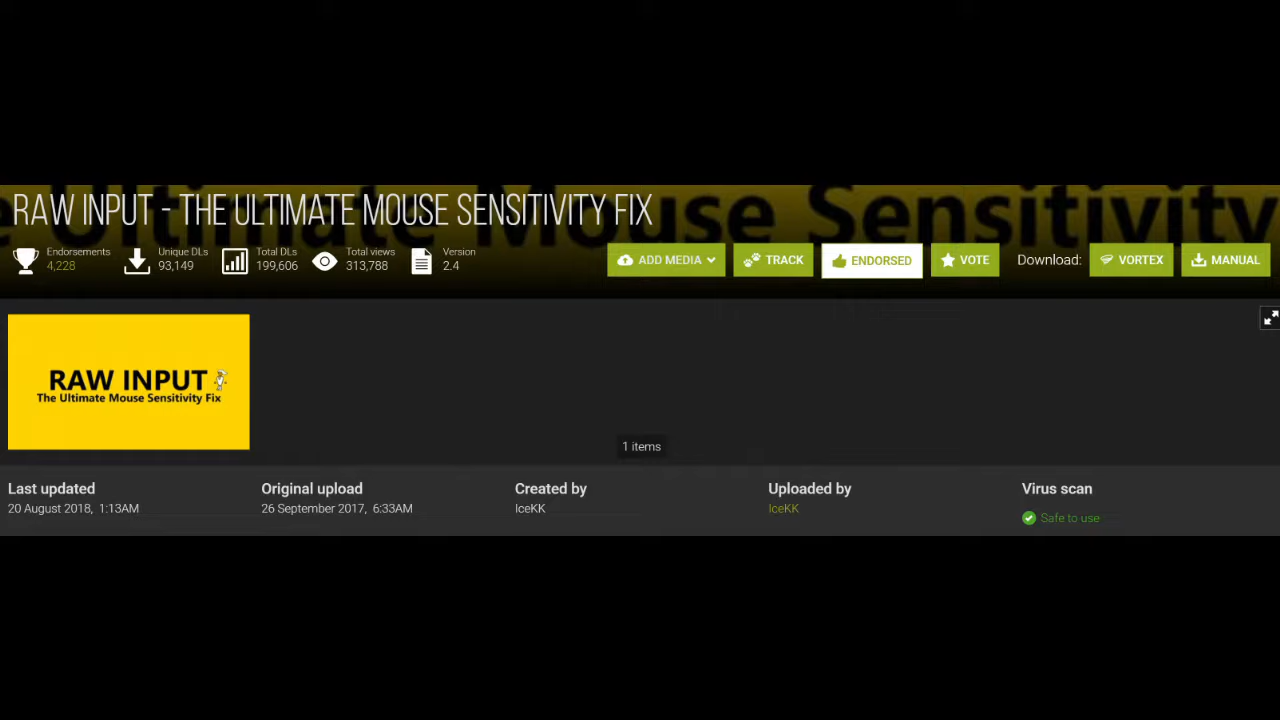 RAW INPUT - THE ULTIMATE MOUSE SENSITIVITY FIX
e Ultimate Mouse Sensitivity
Endorsements
4,228
Unique DLs
93,149
Total DLs
199,606
Total views
313,788
Version
2.4
ADD MEDIA
TRACK
ENDORSED
VOTE
Download:
VORTEX
MANUAL
RAW INPUT
The Ultimate Mouse Sensitivity Fix
1 items
Last updated
20 August 2018, 1:13AM
Original upload
26 September 2017, 6:33AM
Created by
IceKK
Uploaded by
IceKK
Virus scan
Safe to use